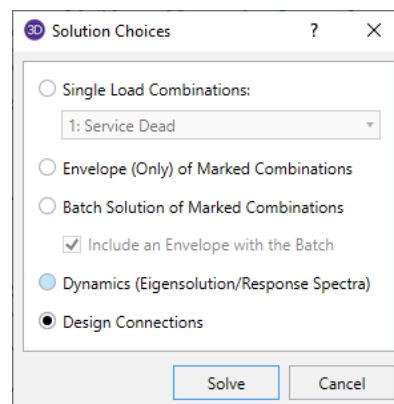 3D Solution Choices ?
Single Load Combinations:
1: Service Dead
Envelope (Only) of Marked Combinations
Batch Solution of Marked Combinations
Include an Envelope with the Batch
Dynamics (Eigensolution/Response Spectra)
Design Connections
Solve Cancel